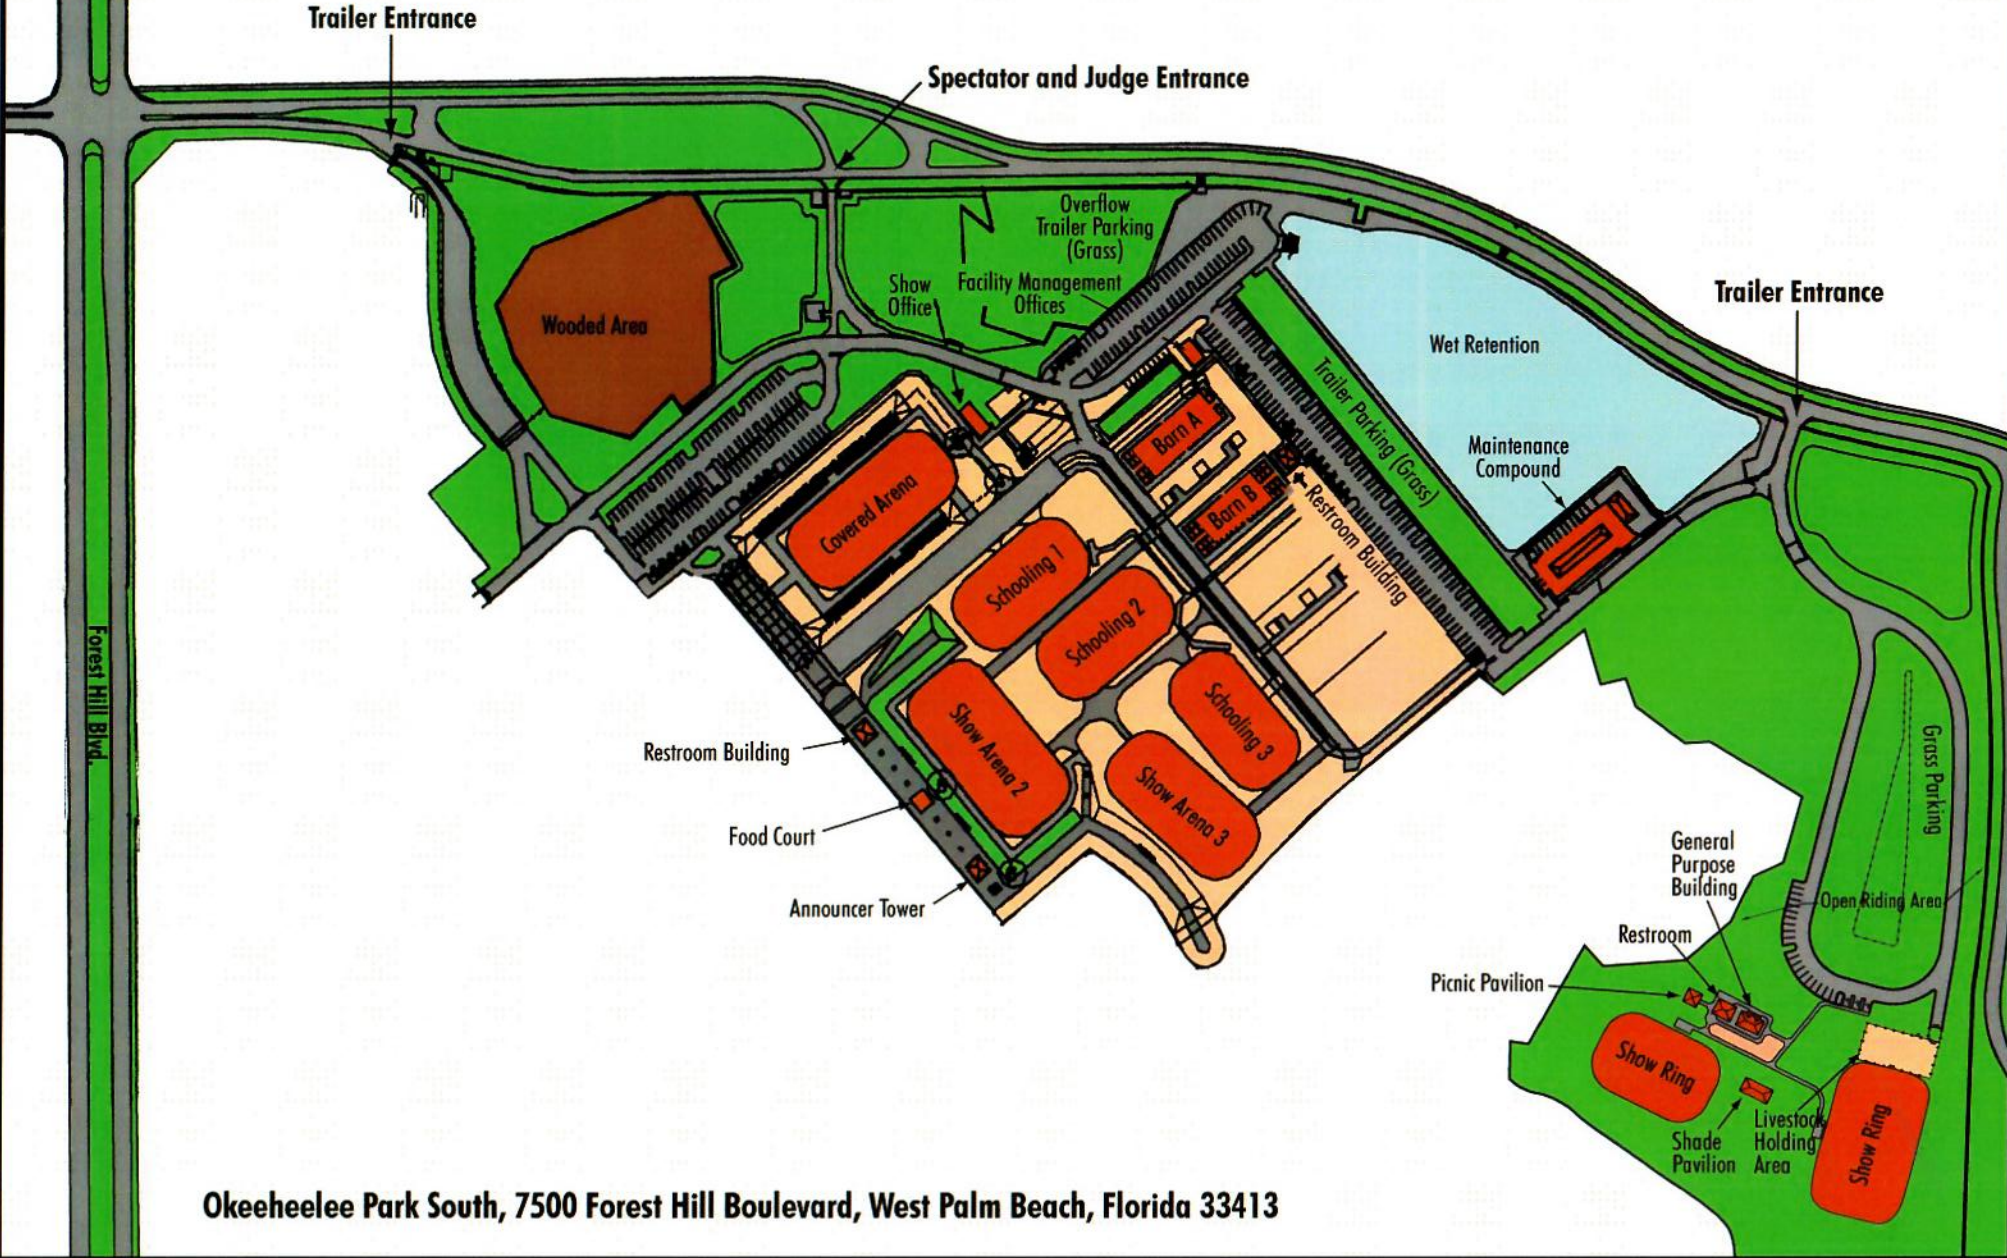 Trailer Entrance
Spectator and Judge Entrance
Overflow
Trailer Parking
(Grass)
Show
Office
Facility Management
Offices
Trailer Entrance
Wooded Area
Wet Retention
Trailer Parking (Grass)
Maintenance
Compound
Barn A
Barn B
Restroom Building
Covered Arena
Schooling 1
Schooling 2
Schooling 3
Show Arena 2
Show Arena 3
Forest Hill Blvd.
Restroom Building
Food Court
Announcer Tower
Grass Parking
General
Purpose
Building
Open Riding Area
Restroom
Picnic Pavilion
Show Ring
Shade
Pavilion
Livestock
Holding
Area
Show Ring
Okeeheelee Park South, 7500 Forest Hill Boulevard, West Palm Beach, Florida 33413